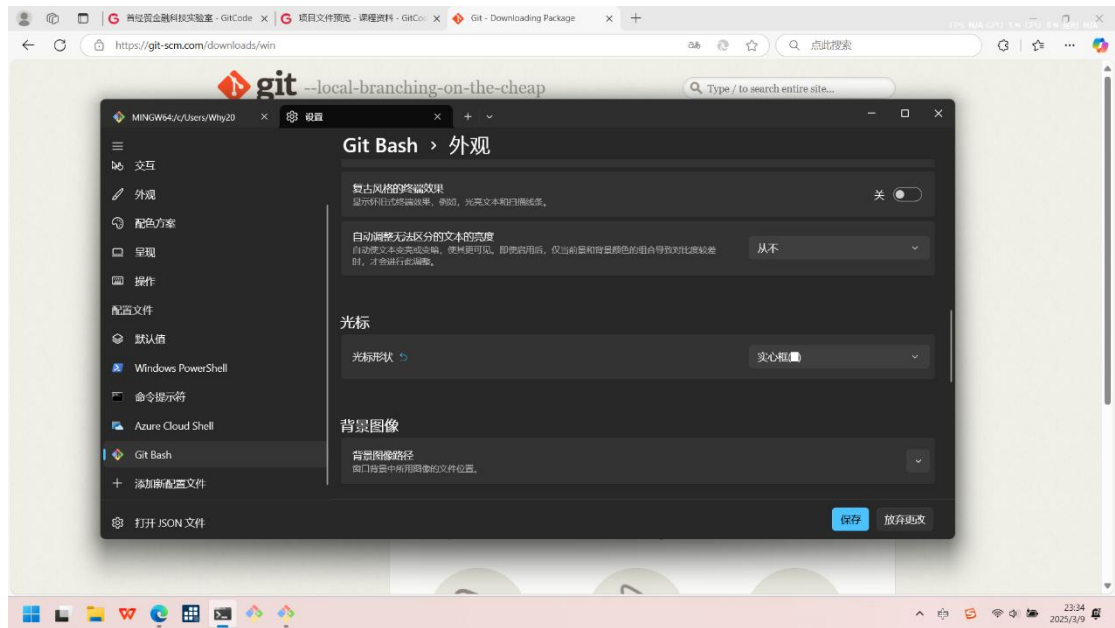 首经贸金融科技实验室 - GitCode
项目文件预览 - 课程资料 - GitCo
Git - Downloading Package
https://git-scm.com/downloads/win
点此搜索
git --local-branching-on-the-cheap
Type / to search entire site...
MINGW64:/c/Users/Why20
设置
Git Bash › 外观
交互
外观
配色方案
呈现
操作
配置文件
默认值
Windows PowerShell
命令提示符
Azure Cloud Shell
Git Bash
添加新配置文件
打开 JSON 文件
复古风格的终端效果
显示怀旧式终端效果，例如，光亮文本和扫描线条。
关
自动调整无法区分的文本的亮度
自动使文本变亮或变暗，使其更可见。即使启用后，仅当前景和背景颜色的组合导致对比度较差
时，才会进行此调整。
从不
光标
光标形状
实心框(■)
背景图像
背景图像路径
窗口背景中所用图像的文件位置。
保存
放弃更改
中
23:34
2025/3/9